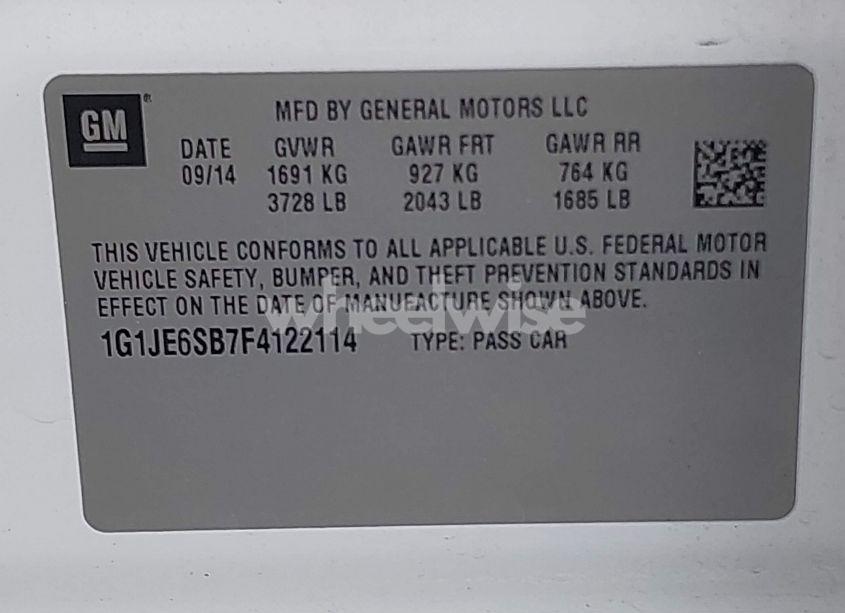 GM®
MFD BY GENERAL MOTORS LLC
DATE GVWR GAWR FRT GAWR RR
09/14 1691 KG 927 KG 764 KG
3728 LB 2043 LB 1685 LB
THIS VEHICLE CONFORMS TO ALL APPLICABLE U.S. FEDERAL MOTOR
VEHICLE SAFETY, BUMPER, AND THEFT PREVENTION STANDARDS IN
EFFECT ON THE DATE OF MANUFACTURE SHOWN ABOVE.
wheelwise
1G1JE6SB7F4122114 TYPE: PASS CAR